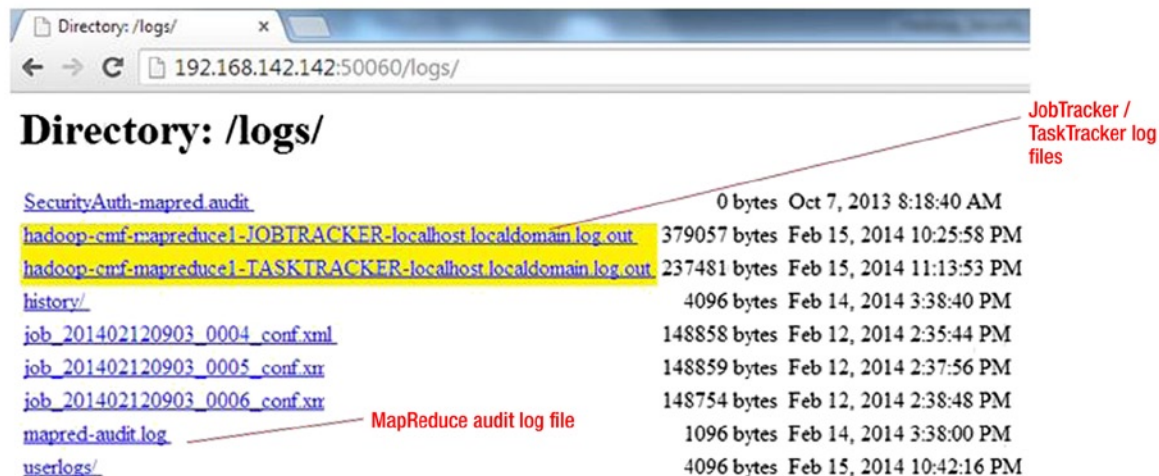 Directory: /logs/
192.168.142.142:50060/logs/
Directory: /logs/
JobTracker /
TaskTracker log
files
SecurityAuth-mapred.audit 0 bytes Oct 7, 2013 8:18:40 AM
hadoop-cmf-mapreduce1-JOBTRACKER-localhost.localdomain.log.out 379057 bytes Feb 15, 2014 10:25:58 PM
hadoop-cmf-mapreduce1-TASKTRACKER-localhost.localdomain.log.out 237481 bytes Feb 15, 2014 11:13:53 PM
history/ 4096 bytes Feb 14, 2014 3:38:40 PM
job_201402120903_0004_conf.xml 148858 bytes Feb 12, 2014 2:35:44 PM
job_201402120903_0005_conf.xm 148859 bytes Feb 12, 2014 2:37:56 PM
job_201402120903_0006_conf.xm 148754 bytes Feb 12, 2014 2:38:48 PM
MapReduce audit log file
mapred-audit.log 1096 bytes Feb 14, 2014 3:38:00 PM
userlogs/ 4096 bytes Feb 15, 2014 10:42:16 PM